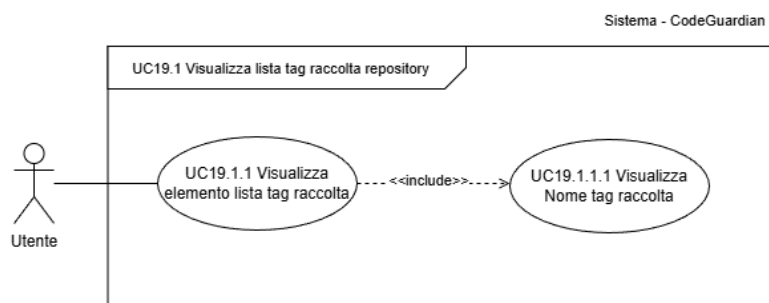 Sistema - CodeGuardian
UC19.1 Visualizza lista tag raccolta repository
UC19.1.1 Visualizza
elemento lista tag raccolta
<<include>>
UC19.1.1.1 Visualizza
Nome tag raccolta
Utente